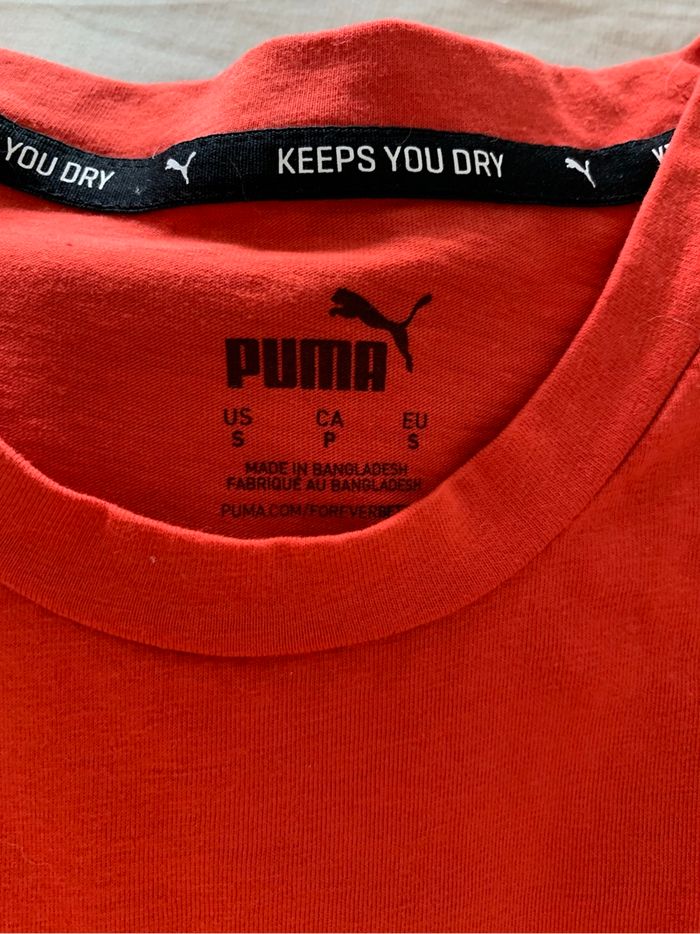 YOU DRY KEEPS YOU DRY
PUMA
US CA EU
S P S
MADE IN BANGLADESH
FABRIQUÉ AU BANGLADESH